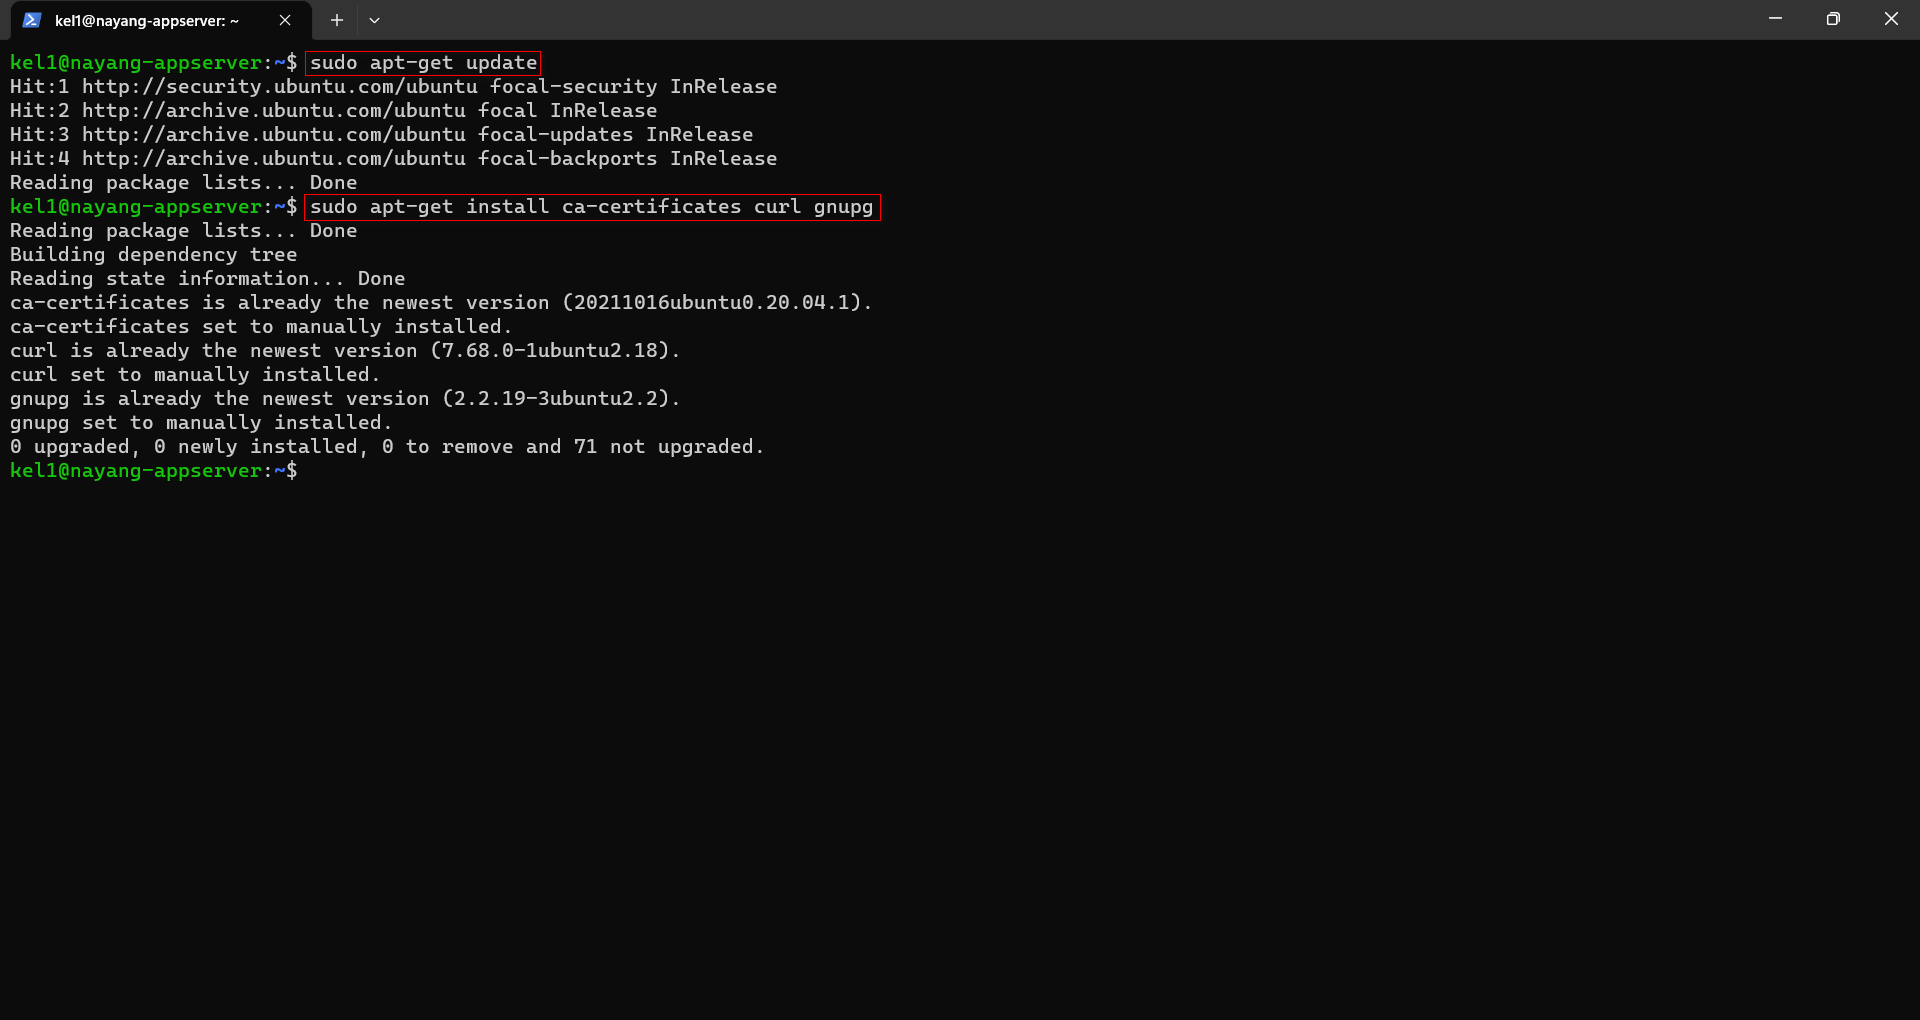 kel1@nayang-appserver: ~
kel1@nayang-appserver:~$ sudo apt-get update
Hit:1 http://security.ubuntu.com/ubuntu focal-security InRelease
Hit:2 http://archive.ubuntu.com/ubuntu focal InRelease
Hit:3 http://archive.ubuntu.com/ubuntu focal-updates InRelease
Hit:4 http://archive.ubuntu.com/ubuntu focal-backports InRelease
Reading package lists... Done
kel1@nayang-appserver:~$ sudo apt-get install ca-certificates curl gnupg
Reading package lists... Done
Building dependency tree
Reading state information... Done
ca-certificates is already the newest version (20211016ubuntu0.20.04.1).
ca-certificates set to manually installed.
curl is already the newest version (7.68.0-1ubuntu2.18).
curl set to manually installed.
gnupg is already the newest version (2.2.19-3ubuntu2.2).
gnupg set to manually installed.
0 upgraded, 0 newly installed, 0 to remove and 71 not upgraded.
kel1@nayang-appserver:~$